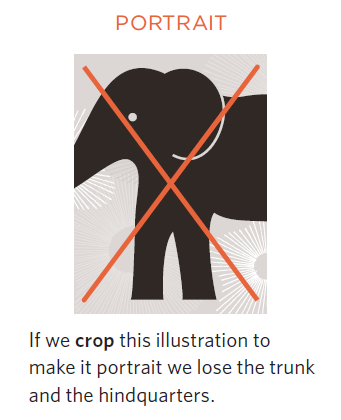 PORTRAIT
If we crop this illustration to
make it portrait we lose the trunk
and the hindquarters.